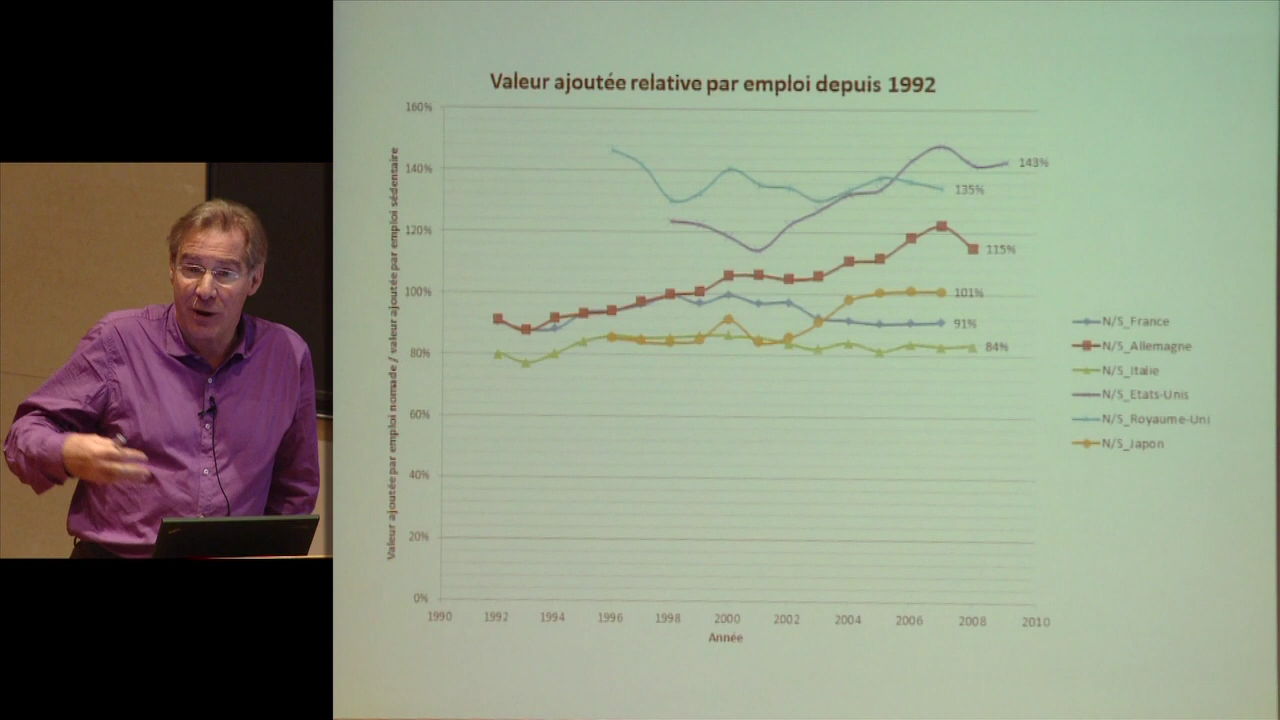 Valeur ajoutée relative par emploi depuis 1992
Valeur ajoutée par emploi nomade / valeur ajoutée par emploi sédentaire
160%
140%
120%
100%
80%
60%
40%
20%
0%
143%
135%
115%
101%
91%
84%
1990 1992 1994 1996 1998 2000 2002 2004 2006 2008 2010
Année
N/S_France
N/S_Allemagne
N/S_Italie
N/S_Etats-Unis
N/S_Royaume-Uni
N/S_Japon